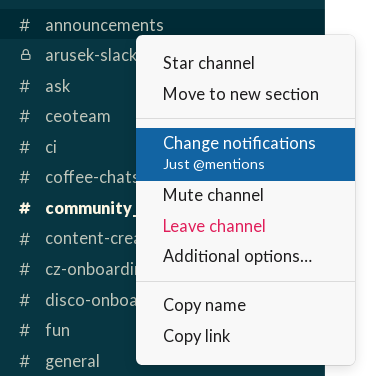 # announcements
arusek-slack
# ask
# ceoteam
# ci
# coffee-chats
# community_
# content-crea
# cz-onboardin
# disco-onboa
# fun
# general
Star channel
Move to new section
Change notifications
Just @mentions
Mute channel
Leave channel
Additional options...
Copy name
Copy link